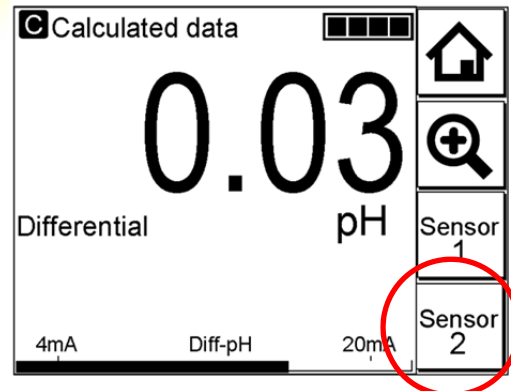 C Calculated data
0.03
Differential pH
Sensor
1
Sensor
2
4mA Diff-pH 20mA